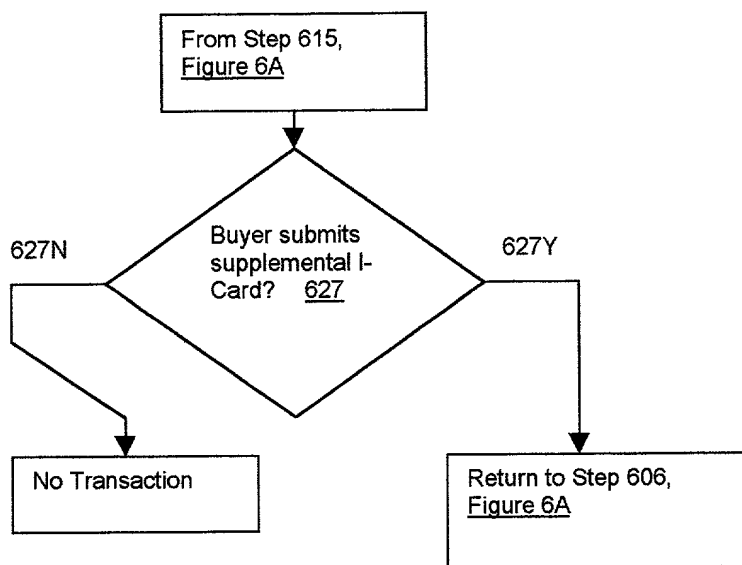 From Step 615,
Figure 6A
627N
Buyer submits
supplemental I-
Card? 627
627Y
No Transaction
Return to Step 606,
Figure 6A